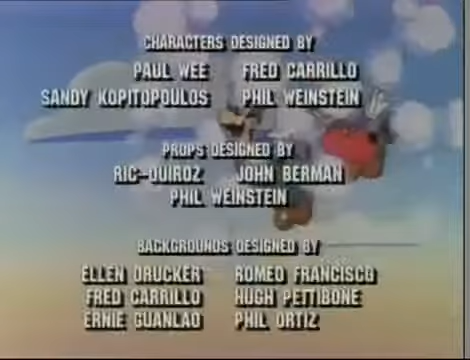 CHARACTERS DESIGNED BY
PAUL WEE FRED CARRILLO
SANDY KOPITOPOULOS PHIL WEINSTEIN
PROPS DESIGNED BY
RIC-QUIROZ JOHN BERMAN
PHIL WEINSTEIN
BACKGROUNDS DESIGNED BY
ELLEN DRUCKER ROMEO FRANCISCO
FRED CARRILLO HUGH PETTIBONE
ERNIE GUANLAO PHIL ORTIZ